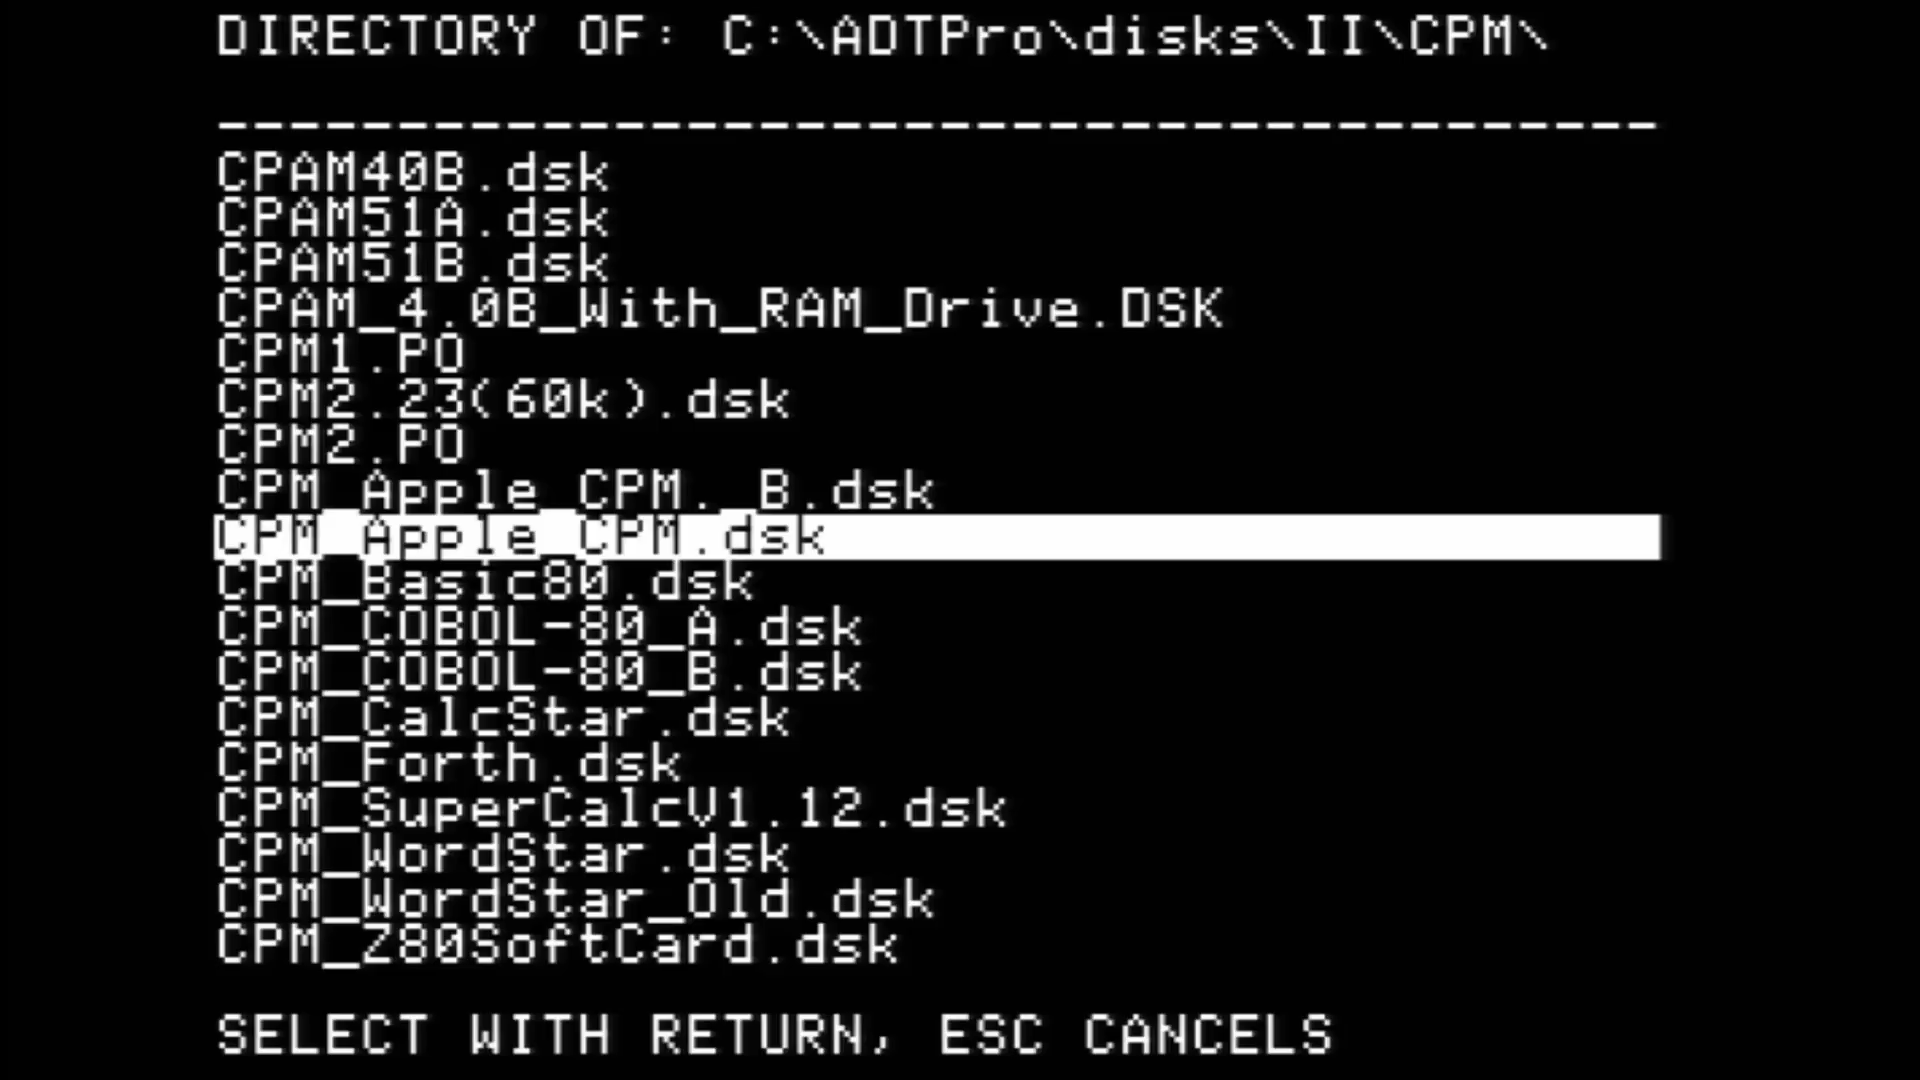 DIRECTORY OF: C:\ADTPro\disks\II\CPM\
----------------------------------------
CPAM40B.dsk
CPAM51A.dsk
CPAM51B.dsk
CPAM_4.0B_With_RAM_Drive.DSK
CPM1.PO
CPM2.23(60k).dsk
CPM2.PO
CPM_Apple_CPM._B.dsk
CPM_Apple_CPM.dsk
CPM_Basic80.dsk
CPM_COBOL-80_A.dsk
CPM_COBOL-80_B.dsk
CPM_CalcStar.dsk
CPM_Forth.dsk
CPM_SuperCalcV1.12.dsk
CPM_WordStar.dsk
CPM_WordStar_Old.dsk
CPM_Z80SoftCard.dsk
SELECT WITH RETURN, ESC CANCELS